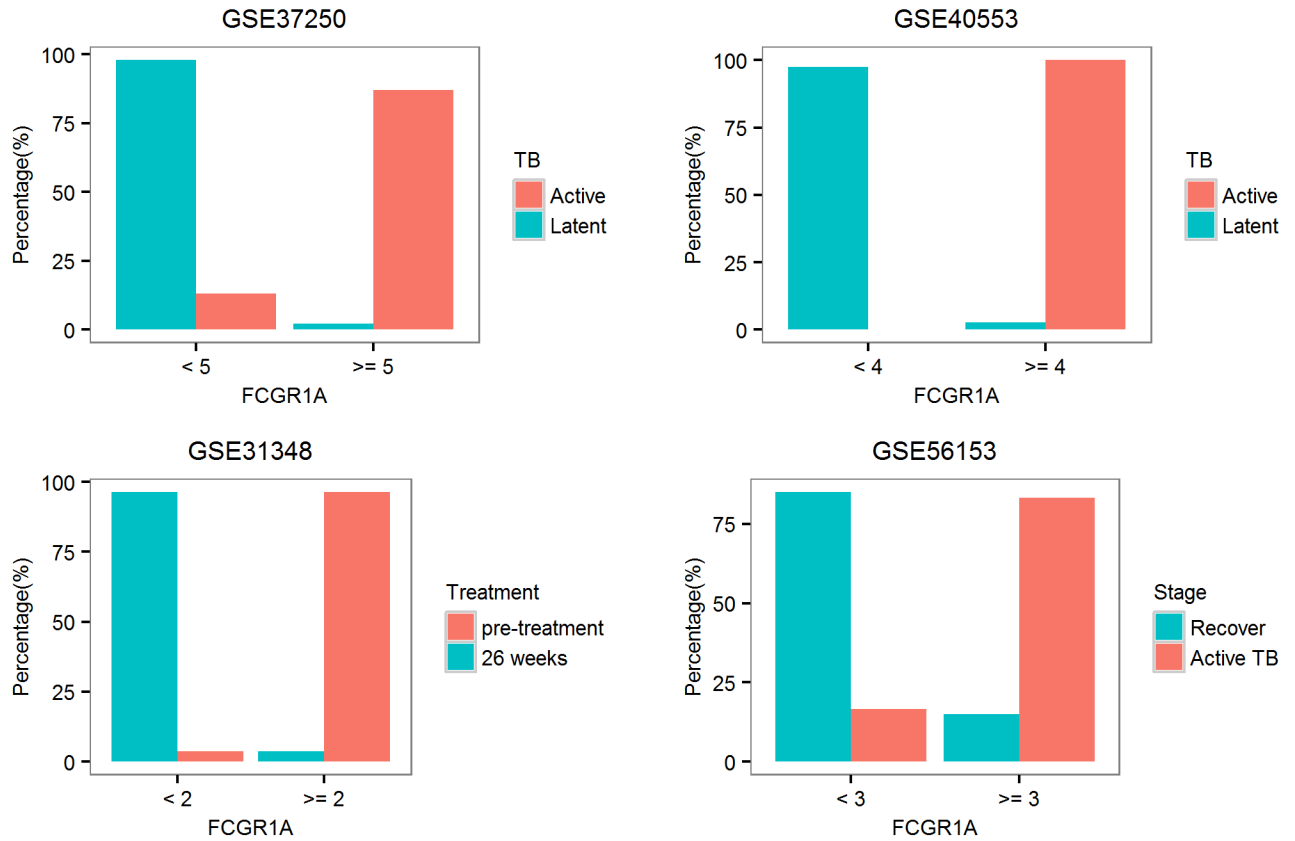 GSE37250
100
75
50
25
0
Percentage(%)
< 5
>= 5
FCGR1A
TB
Active
Latent
GSE40553
100
75
50
25
0
Percentage(%)
< 4
>= 4
FCGR1A
TB
Active
Latent
GSE31348
100
75
50
25
0
Percentage(%)
< 2
>= 2
FCGR1A
Treatment
pre-treatment
26 weeks
GSE56153
75
50
25
0
Percentage(%)
< 3
>= 3
FCGR1A
Stage
Recover
Active TB